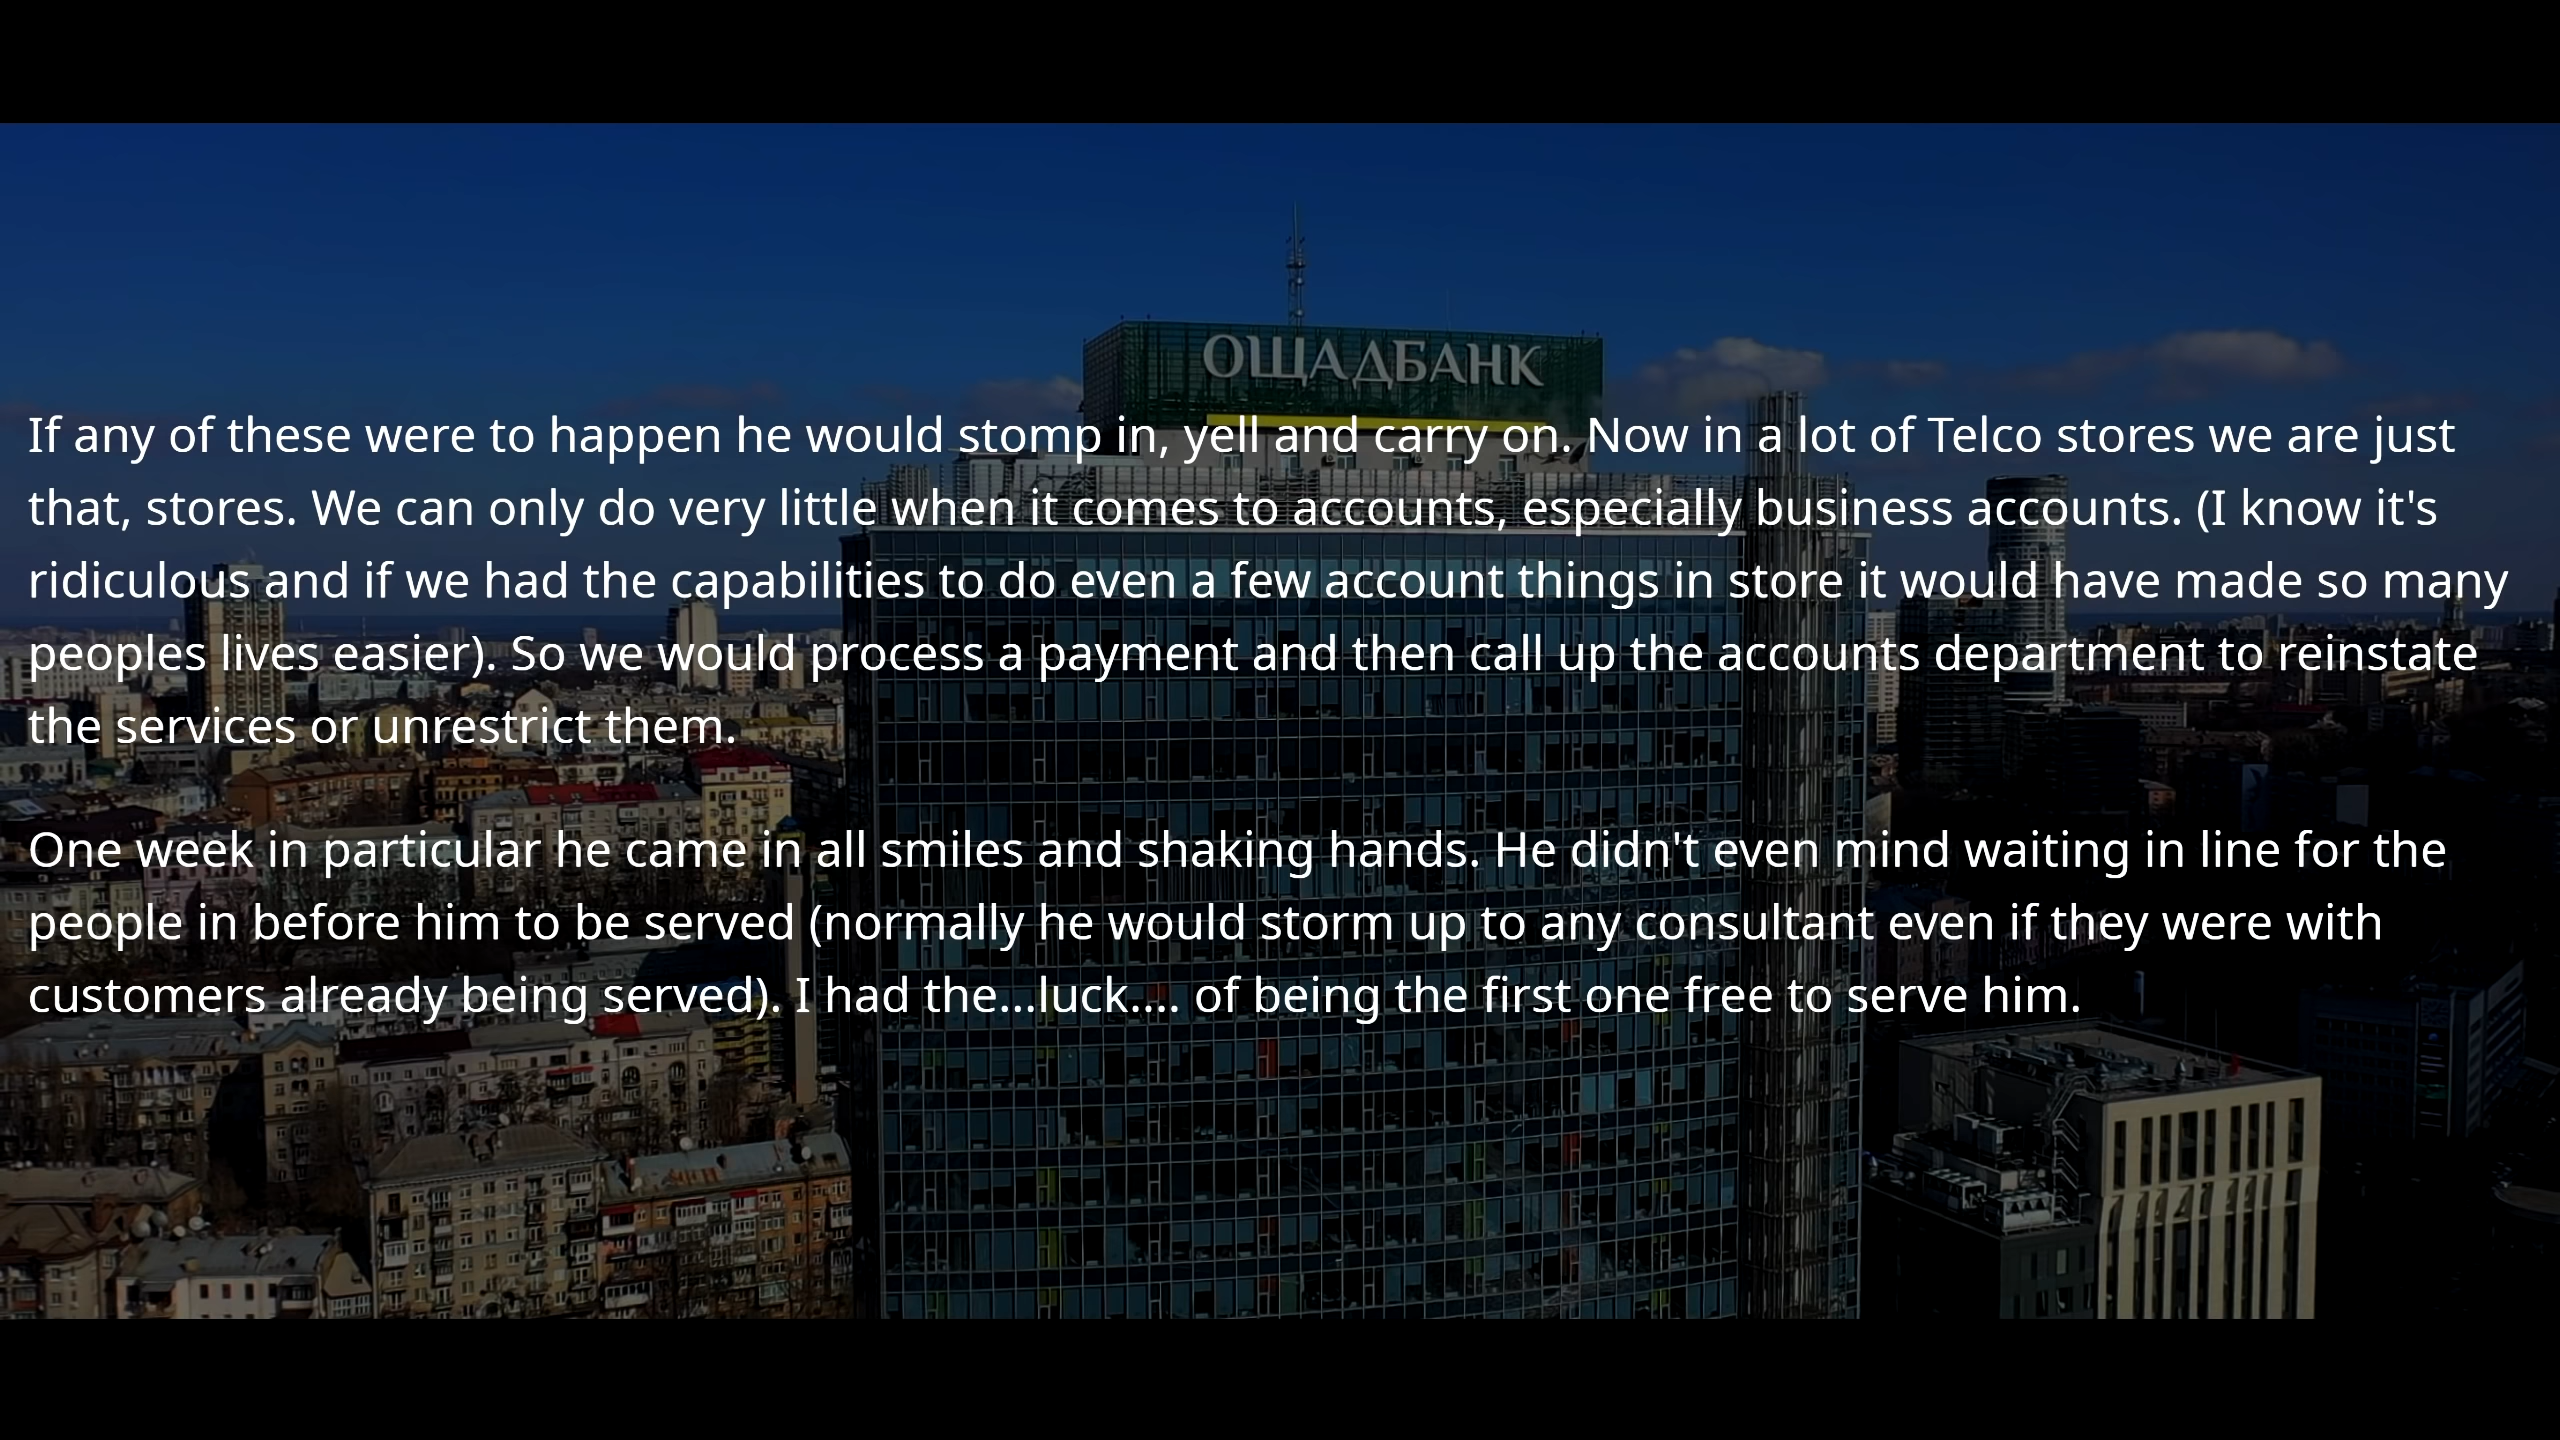 ОЩАДБАНК
If any of these were to happen he would stomp in, yell and carry on. Now in a lot of Telco stores we are just
that, stores. We can only do very little when it comes to accounts, especially business accounts. (I know it's
ridiculous and if we had the capabilities to do even a few account things in store it would have made so many
peoples lives easier). So we would process a payment and then call up the accounts department to reinstate
the services or unrestrict them.
One week in particular he came in all smiles and shaking hands. He didn't even mind waiting in line for the
people in before him to be served (normally he would storm up to any consultant even if they were with
customers already being served). I had the...luck.... of being the first one free to serve him.